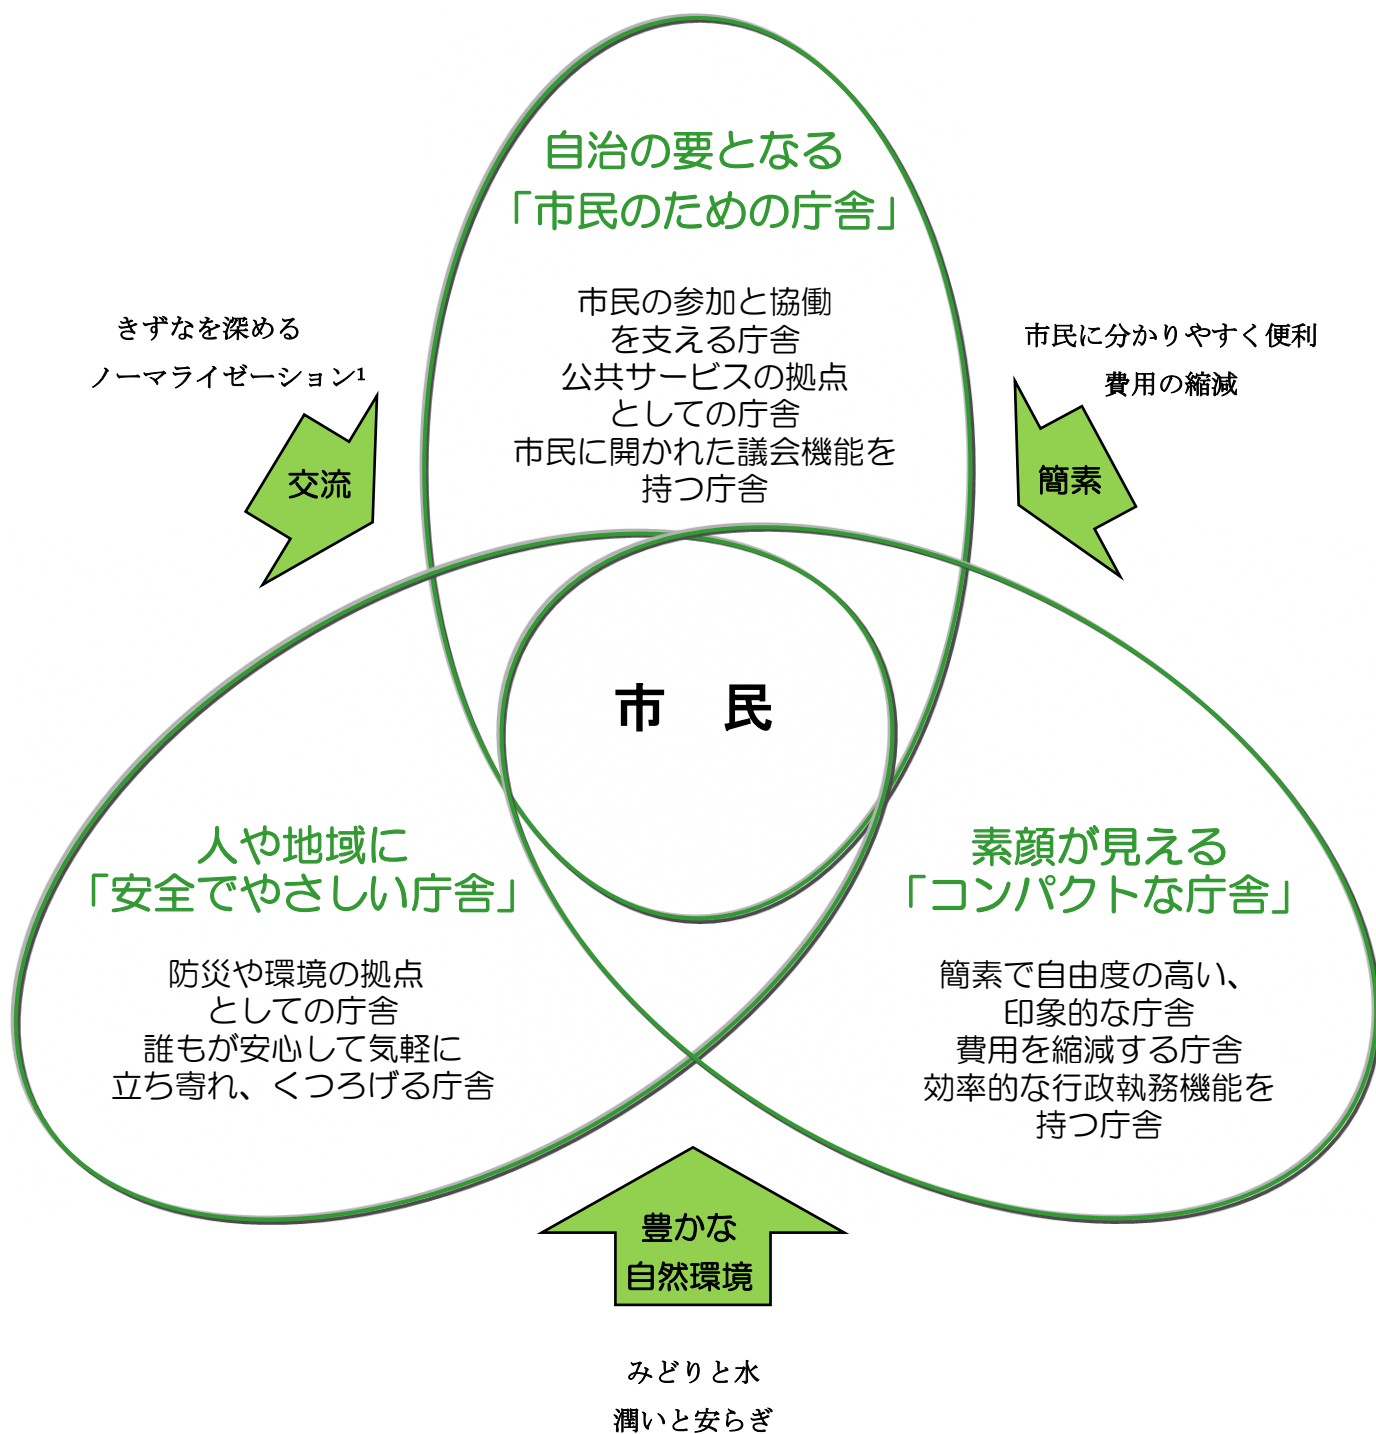 自治の要となる
「市民のための庁舎」
市民の参加と協働
を支える庁舎
公共サービスの拠点
としての庁舎
市民に開かれた議会機能を
持つ庁舎
きずなを深める
ノーマライゼーション¹
交流
市民に分かりやすく便利
費用の縮減
簡素
市　民
人や地域に
「安全でやさしい庁舎」
防災や環境の拠点
としての庁舎
誰もが安心して気軽に
立ち寄れ、くつろげる庁舎
素顔が見える
「コンパクトな庁舎」
簡素で自由度の高い、
印象的な庁舎
費用を縮減する庁舎
効率的な行政執務機能を
持つ庁舎
豊かな
自然環境
みどりと水
潤いと安らぎ